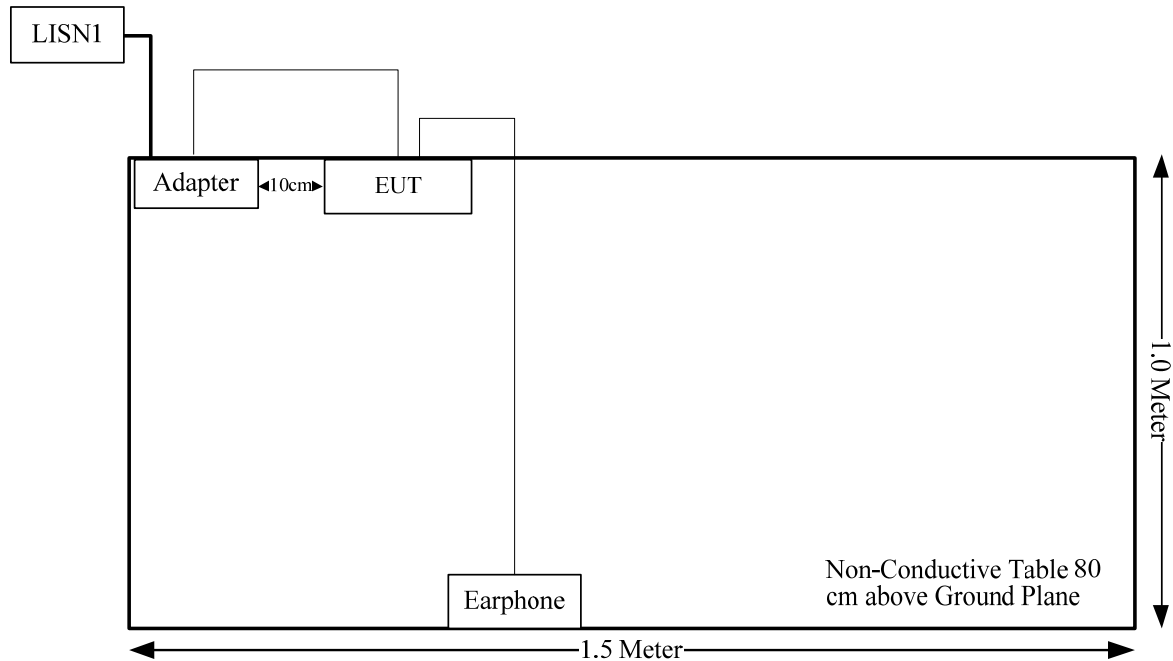 LISN1
Adapter
10cm
EUT
1.0 Meter
Non-Conductive Table 80
cm above Ground Plane
Earphone
1.5 Meter